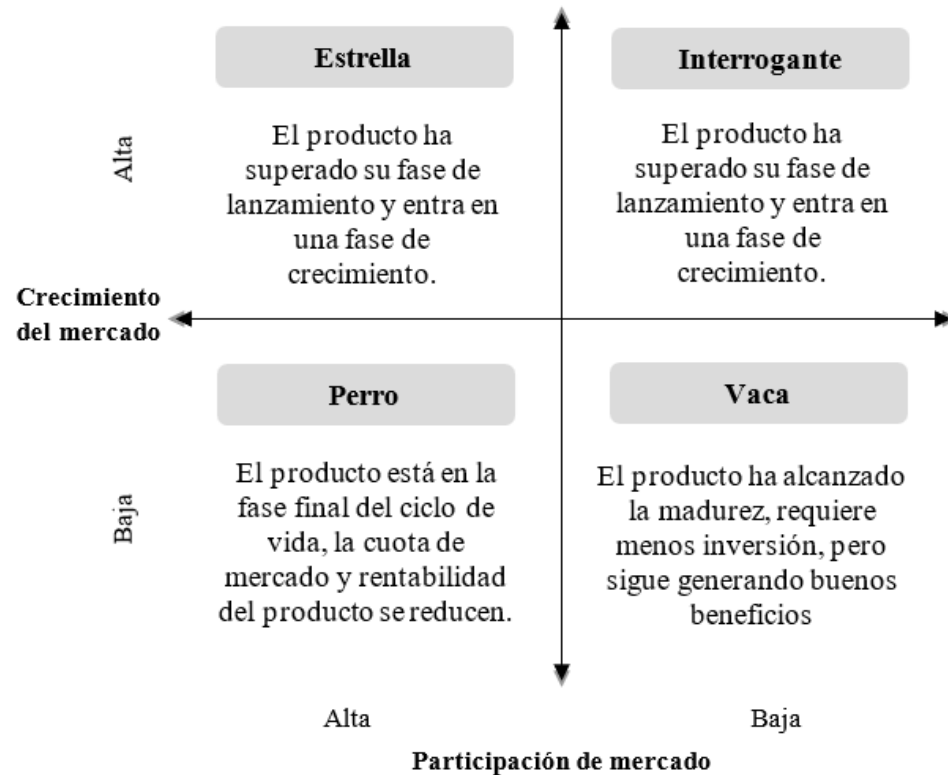 Estrella
El producto ha
superado su fase de
lanzamiento y entra en
una fase de
crecimiento.
Interrogante
El producto ha
superado su fase de
lanzamiento y entra en
una fase de
crecimiento.
Alta
Crecimiento
del mercado
Perro
El producto está en la
fase final del ciclo de
vida, la cuota de
mercado y rentabilidad
del producto se reducen.
Vaca
El producto ha alcanzado
la madurez, requiere
menos inversión, pero
sigue generando buenos
beneficios
Baja
Alta
Baja
Participación de mercado